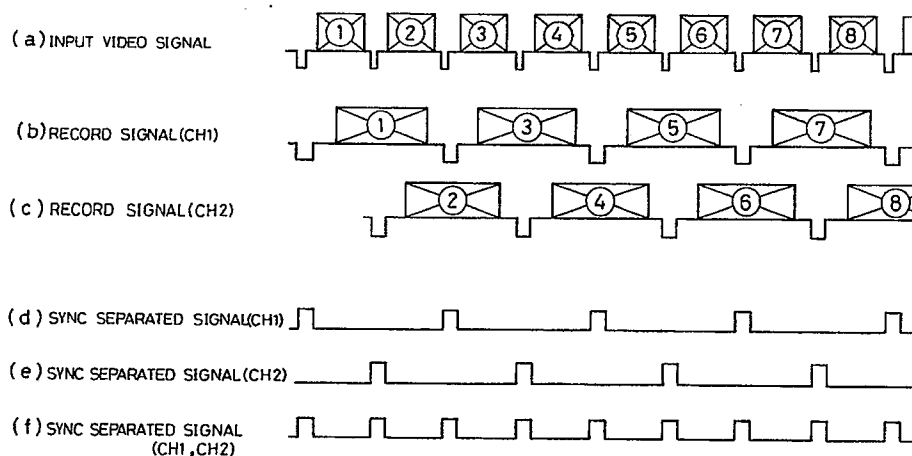 (a) INPUT VIDEO SIGNAL ① ② ③ ④ ⑤ ⑥ ⑦ ⑧
(b) RECORD SIGNAL(CH1) ① ③ ⑤ ⑦
(c) RECORD SIGNAL(CH2) ② ④ ⑥ ⑧
(d) SYNC SEPARATED SIGNAL(CH1)
(e) SYNC SEPARATED SIGNAL(CH2)
(f) SYNC SEPARATED SIGNAL
(CH1,CH2)